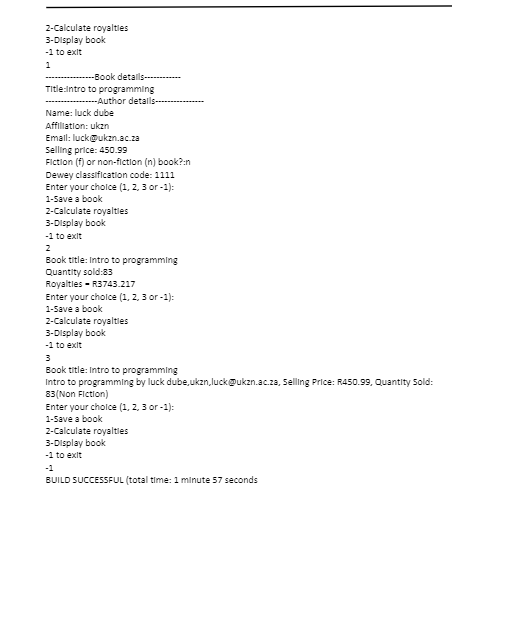 2-Calculate royalties
3-Display book
-1 to exit
1
----------------Book details------------
Title:Intro to programming
-----------------Author details----------------
Name: luck dube
Affiliation: ukzn
Email: luck@ukzn.ac.za
Selling price: 450.99
Fiction (f) or non-fiction (n) book?:n
Dewey classification code: 1111
Enter your choice (1, 2, 3 or -1):
1-Save a book
2-Calculate royalties
3-Display book
-1 to exit
2
Book title: Intro to programming
Quantity sold:83
Royalties = R3743.217
Enter your choice (1, 2, 3 or -1):
1-Save a book
2-Calculate royalties
3-Display book
-1 to exit
3
Book title: Intro to programming
Intro to programming by luck dube,ukzn,luck@ukzn.ac.za, Selling Price: R450.99, Quantity Sold:
83(Non Fiction)
Enter your choice (1, 2, 3 or -1):
1-Save a book
2-Calculate royalties
3-Display book
-1 to exit
-1
BUILD SUCCESSFUL (total time: 1 minute 57 seconds